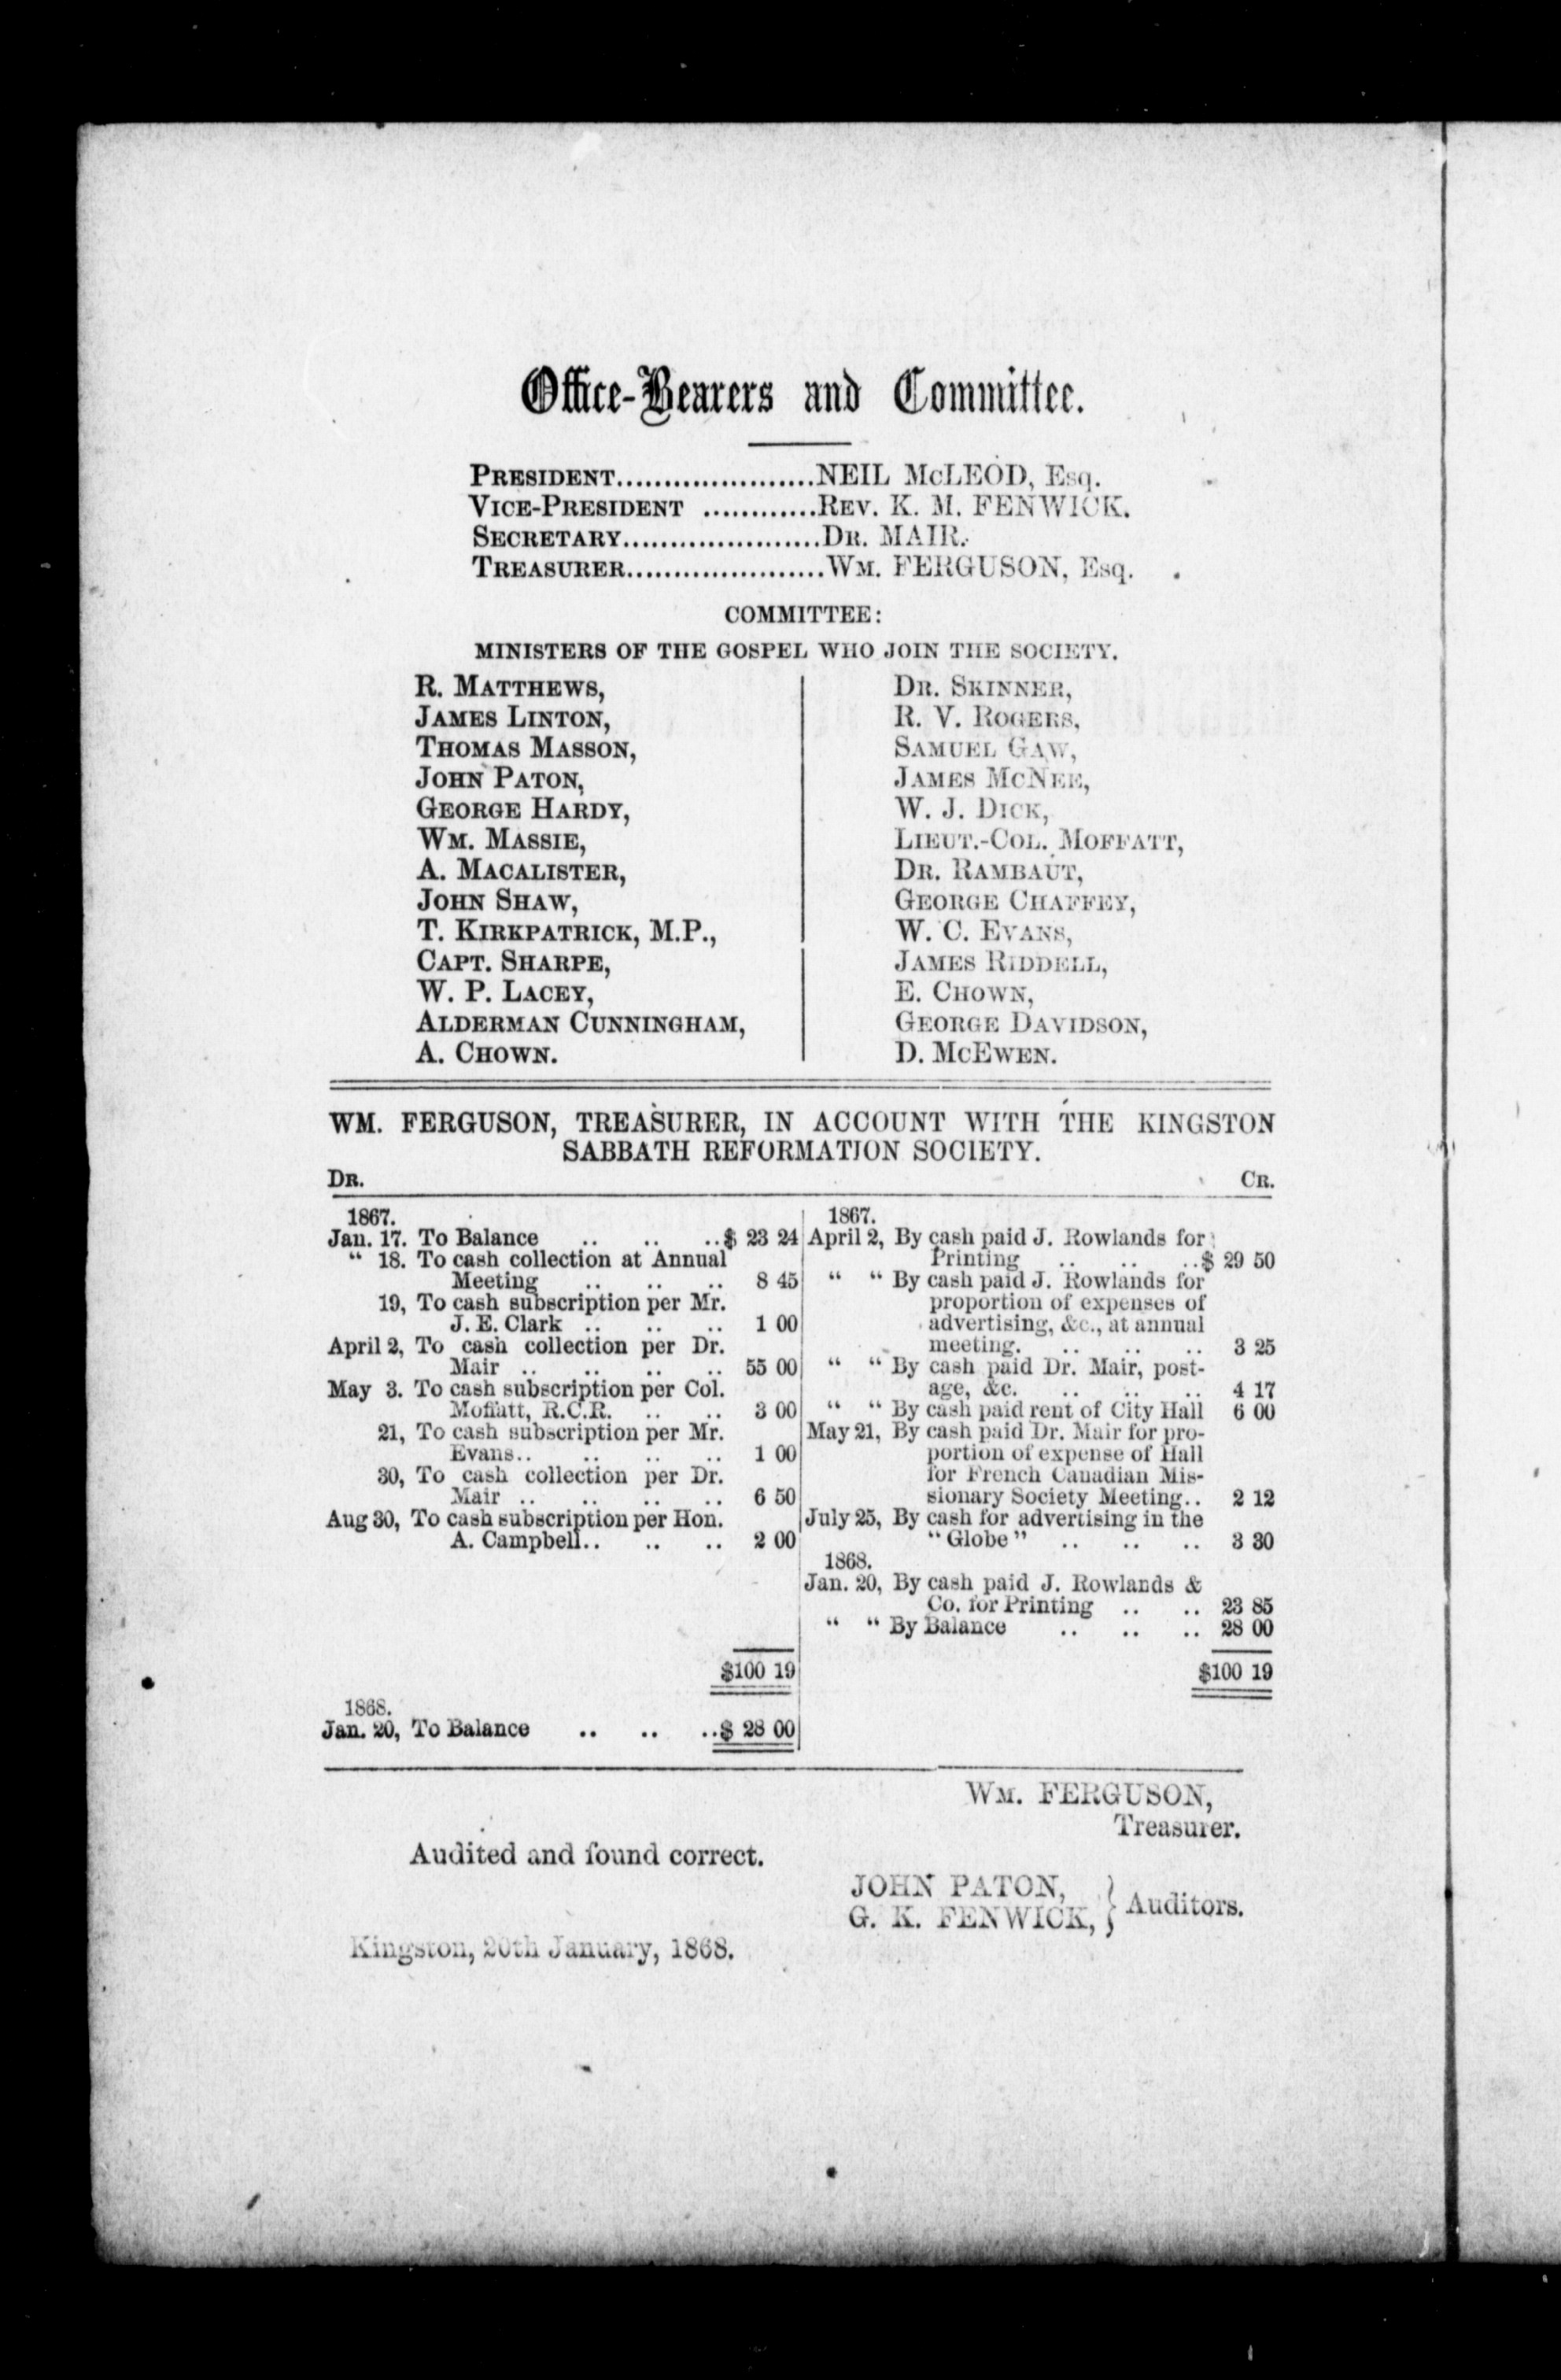 Office-Bearers and Committee.
PRESIDENT.....................NEIL McLEOD, Esq.
VICE-PRESIDENT ............REV. K. M. FENWICK.
SECRETARY.....................DR. MAIR.
TREASURER.....................WM. FERGUSON, Esq.
COMMITTEE:
MINISTERS OF THE GOSPEL WHO JOIN THE SOCIETY.
R. MATTHEWS,
JAMES LINTON,
THOMAS MASSON,
JOHN PATON,
GEORGE HARDY,
WM. MASSIE,
A. MACALISTER,
JOHN SHAW,
T. KIRKPATRICK, M.P.,
CAPT. SHARPE,
W. P. LACEY,
ALDERMAN CUNNINGHAM,
A. CHOWN.
DR. SKINNER,
R. V. ROGERS,
SAMUEL GAW,
JAMES McNEE,
W. J. DICK,
LIEUT.-COL. MOFFATT,
DR. RAMBAUT,
GEORGE CHAFFEY,
W. C. EVANS,
JAMES RIDDELL,
E. CHOWN,
GEORGE DAVIDSON,
D. McEWEN.
WM. FERGUSON, TREASURER, IN ACCOUNT WITH THE KINGSTON
SABBATH REFORMATION SOCIETY.
DR. CR.
1867.
Jan. 17. To Balance .. .. ..$ 23 24
" 18. To cash collection at Annual
Meeting .. .. .. 8 45
19, To cash subscription per Mr.
J. E. Clark .. .. .. 1 00
April 2, To cash collection per Dr.
Mair .. .. .. .. 55 00
May 3. To cash subscription per Col.
Moffatt, R.C.R. .. .. 3 00
21, To cash subscription per Mr.
Evans.. .. .. .. 1 00
30, To cash collection per Dr.
Mair .. .. .. .. 6 50
Aug 30, To cash subscription per Hon.
A. Campbell.. .. .. 2 00
$100 19
1868.
Jan. 20, To Balance .. .. ..$ 28 00
1867.
April 2, By cash paid J. Rowlands for
Printing .. .. ..$ 29 50
" " By cash paid J. Rowlands for
proportion of expenses of
advertising, &c., at annual
meeting. .. .. .. 3 25
" " By cash paid Dr. Mair, post-
age, &c. .. .. .. 4 17
" " By cash paid rent of City Hall 6 00
May 21, By cash paid Dr. Mair for pro-
portion of expense of Hall
for French Canadian Mis-
sionary Society Meeting.. 2 12
July 25, By cash for advertising in the
"Globe" .. .. .. 3 30
1868.
Jan. 20, By cash paid J. Rowlands &
Co. for Printing .. .. 23 85
" " By Balance .. .. .. 28 00
$100 19
WM. FERGUSON,
Treasurer.
Audited and found correct.
JOHN PATON,
G. K. FENWICK, } Auditors.
Kingston, 20th January, 1868.